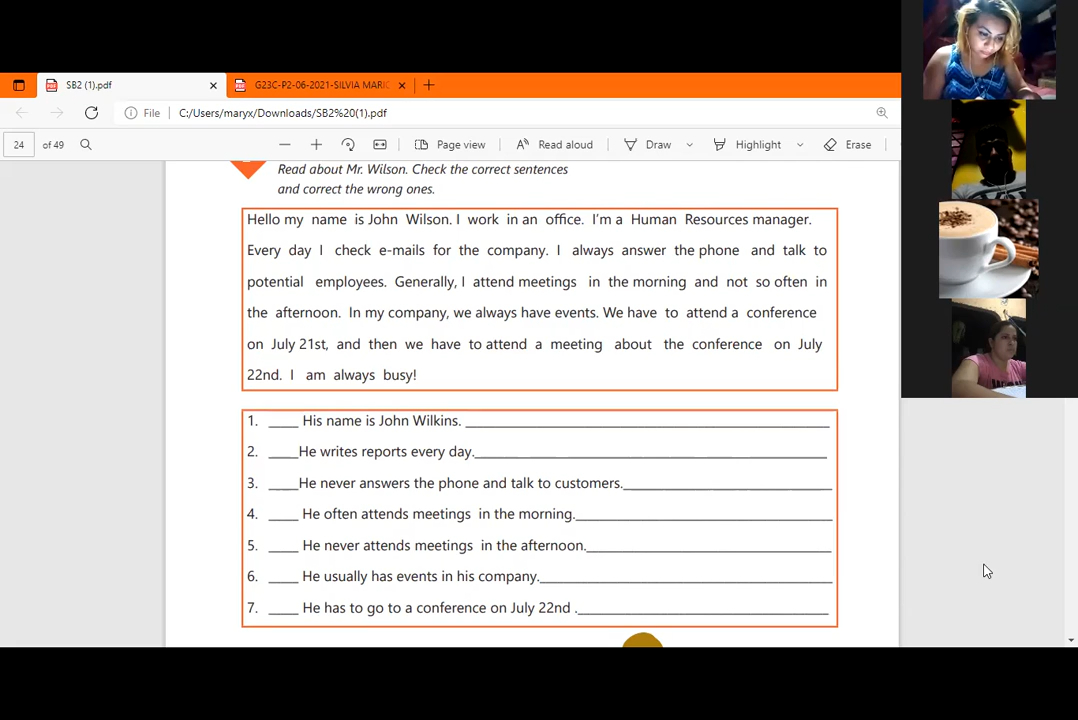 SB2 (1).pdf
G23C-P2-06-2021-SILVIA MARIC
File C:/Users/maryx/Downloads/SB2%20(1).pdf
24 of 49 Page view Read aloud Draw Highlight Erase
Read about Mr. Wilson. Check the correct sentences
and correct the wrong ones.
Hello my name is John Wilson. I work in an office. I'm a Human Resources manager.
Every day I check e-mails for the company. I always answer the phone and talk to
potential employees. Generally, I attend meetings in the morning and not so often in
the afternoon. In my company, we always have events. We have to attend a conference
on July 21st, and then we have to attend a meeting about the conference on July
22nd. I am always busy!
1. ____ His name is John Wilkins. ____
2. ____He writes reports every day.____
3. ____He never answers the phone and talk to customers.____
4. ____ He often attends meetings in the morning.____
5. ____ He never attends meetings in the afternoon.____
6. ____ He usually has events in his company.____
7. ____ He has to go to a conference on July 22nd .____